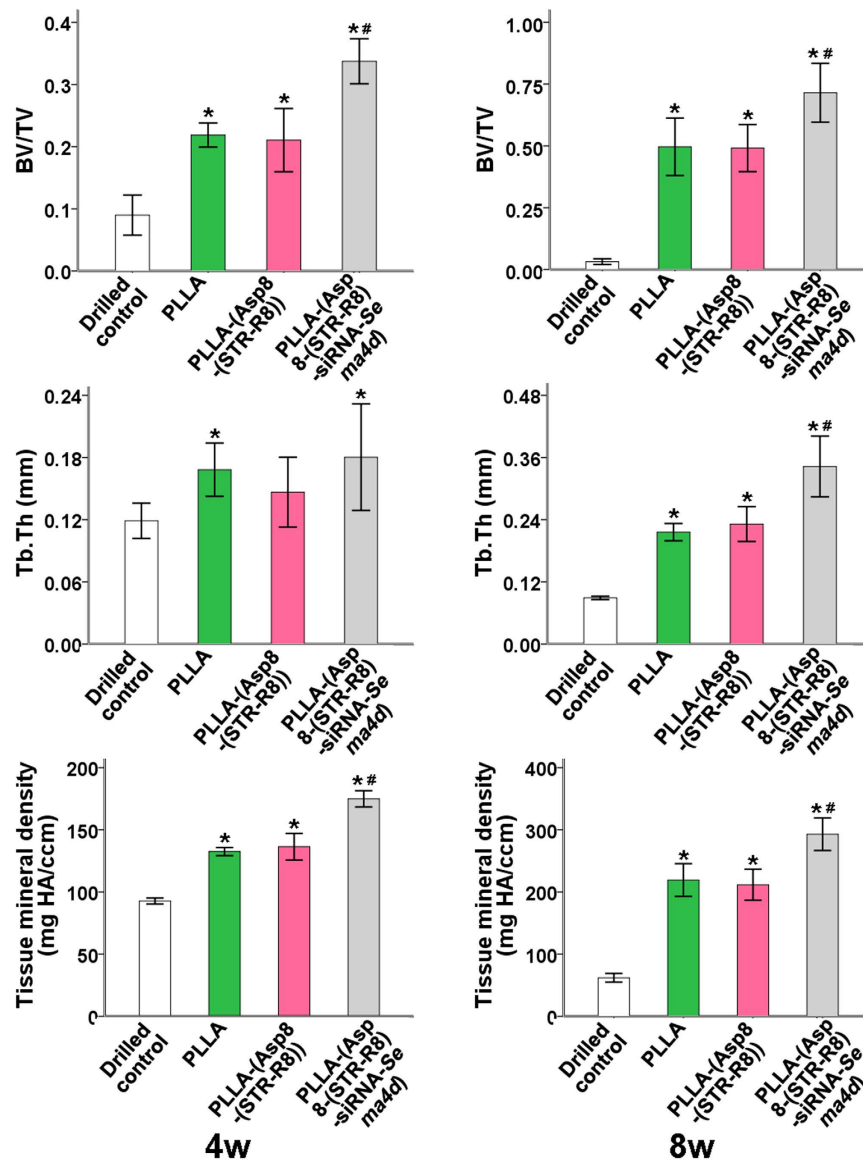 0.4
0.3
0.2
0.1
0.0
BV/TV
*
*
*#
Drilled
control
PLLA
PLLA-(Asp8
-(STR-R8))
PLLA-(Asp
8-(STR-R8)
-siRNA-Se
ma4d)
1.00
0.75
0.50
0.25
0.00
BV/TV
*
*
*#
Drilled
control
PLLA
PLLA-(Asp8
-(STR-R8))
PLLA-(Asp
8-(STR-R8)
-siRNA-Se
ma4d)
0.24
0.18
0.12
0.06
0.00
Tb.Th (mm)
*
*
Drilled
control
PLLA
PLLA-(Asp8
-(STR-R8))
PLLA-(Asp
8-(STR-R8)
-siRNA-Se
ma4d)
0.48
0.36
0.24
0.12
0.00
Tb.Th (mm)
*
*
*#
Drilled
control
PLLA
PLLA-(Asp8
-(STR-R8))
PLLA-(Asp
8-(STR-R8)
-siRNA-Se
ma4d)
200
150
100
50
0
Tissue mineral density
(mg HA/ccm)
*
*
*#
Drilled
control
PLLA
PLLA-(Asp8
-(STR-R8))
PLLA-(Asp
8-(STR-R8)
-siRNA-Se
ma4d)
4w
400
300
200
100
0
Tissue mineral density
(mg HA/ccm)
*
*
*#
Drilled
control
PLLA
PLLA-(Asp8
-(STR-R8))
PLLA-(Asp
8-(STR-R8)
-siRNA-Se
ma4d)
8w